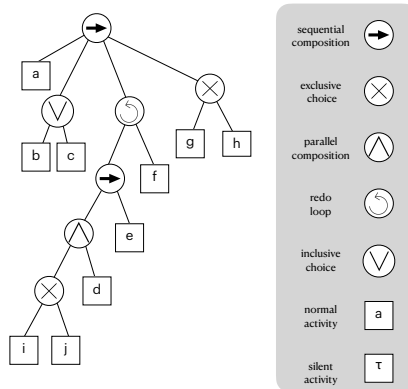 a
b
c
f
g
h
e
d
i
j
sequential
composition
exclusive
choice
parallel
composition
redo
loop
inclusive
choice
normal
activity
a
silent
activity
τ